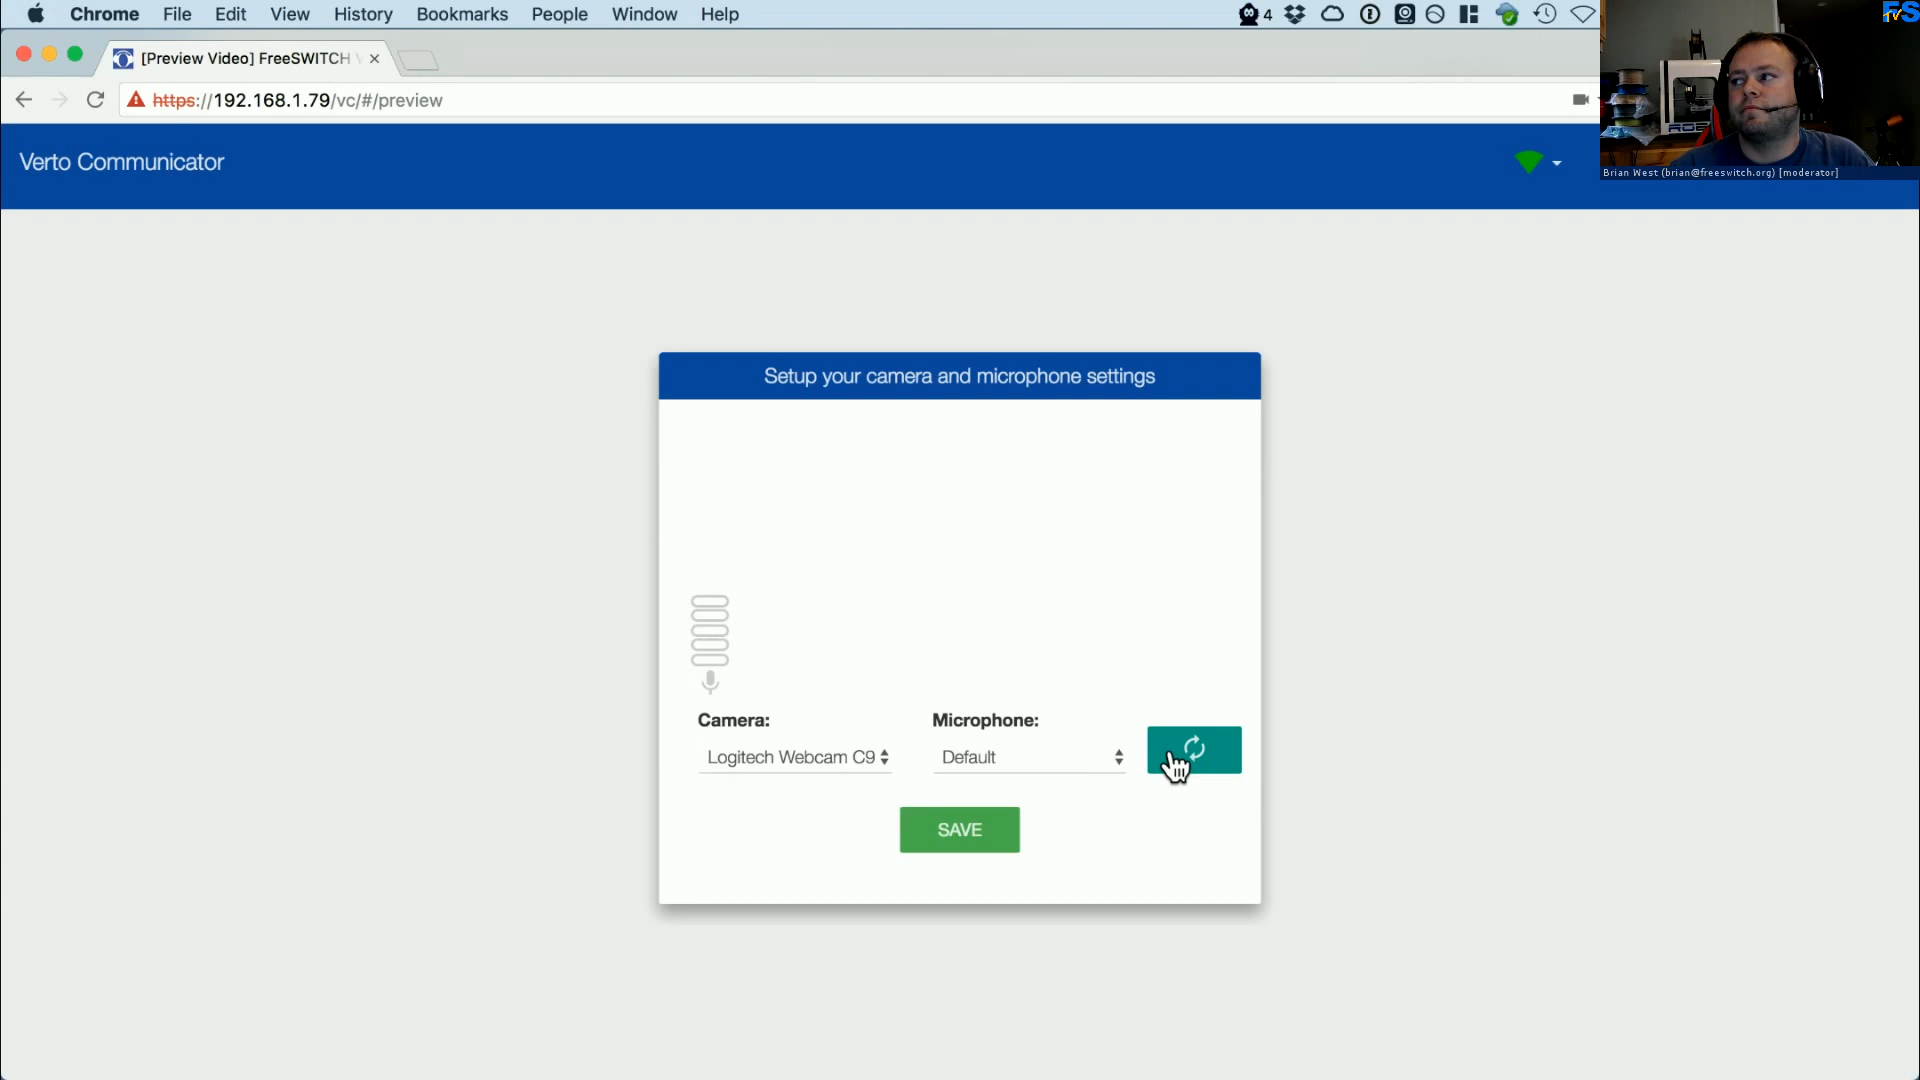 Chrome File Edit View History Bookmarks People Window Help
4
FS
TV
[Preview Video] FreeSWITCH
https://192.168.1.79/vc/#/preview
Verto Communicator
Brian West (brian@freeswitch.org) [moderator]
Setup your camera and microphone settings
Camera: Microphone:
Logitech Webcam C9 Default
SAVE